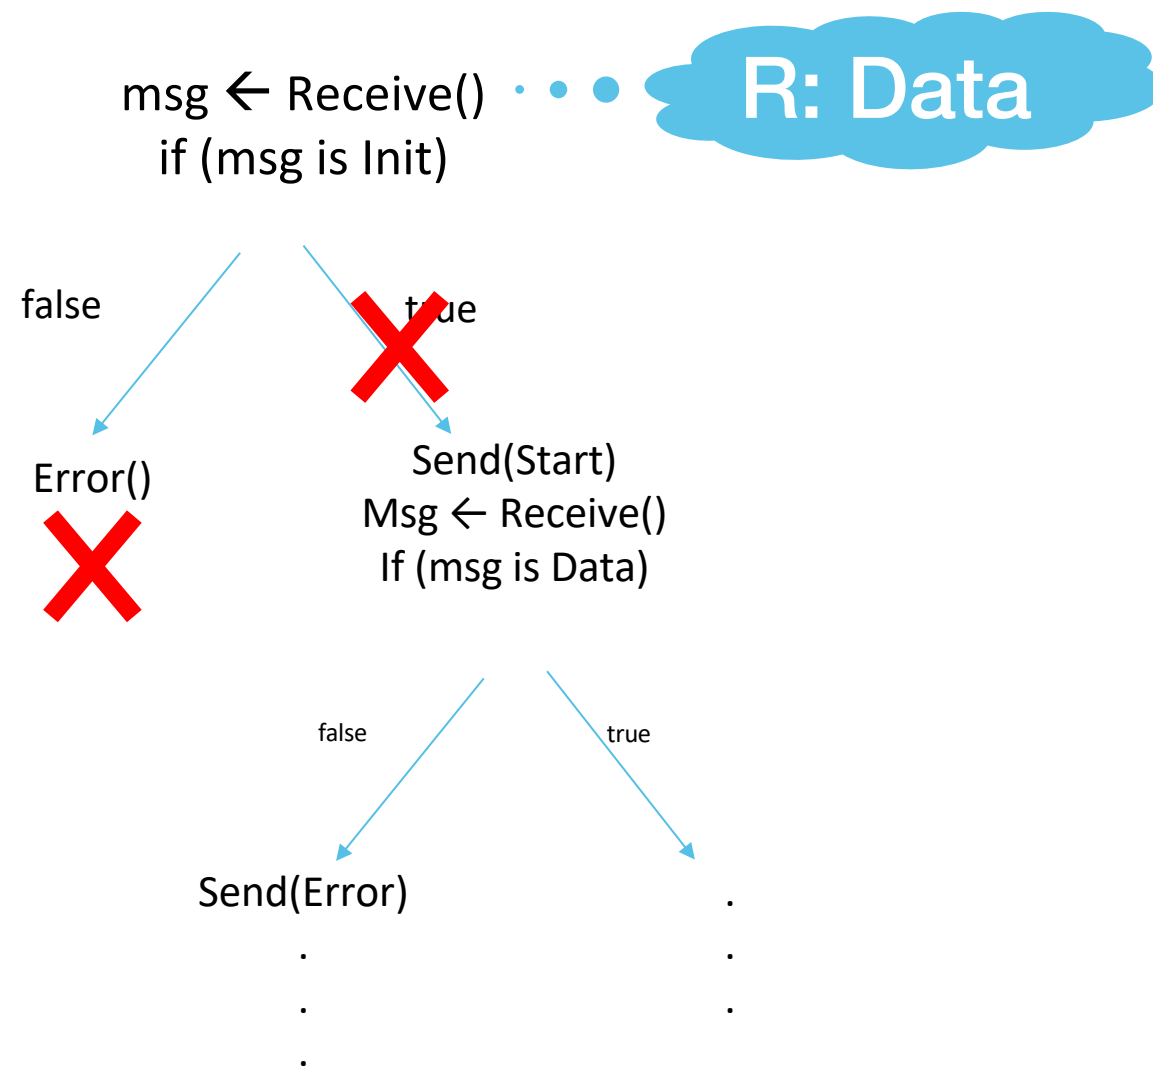 msg ← Receive()
if (msg is Init)
R: Data
false
true
Error()
Send(Start)
Msg ← Receive()
If (msg is Data)
false
true
Send(Error)
.
.
.
.
.
.